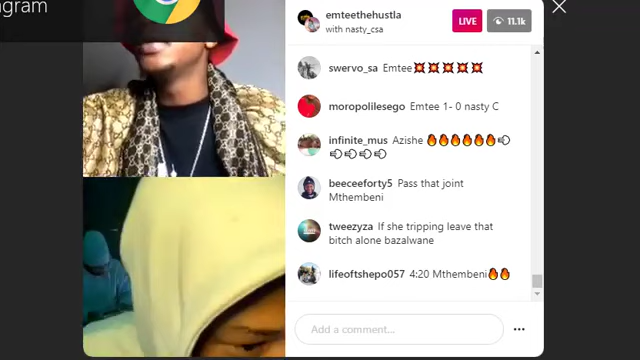 agram
emteethehustla
with nasty_csa
LIVE
11.1k
swervo_sa Emtee💥💥💥💥💥
moropolilesego Emtee 1- 0 nasty C
infinite_mus Azishe 🔥🔥🔥🔥🔥🔥💨
💨💨💨💨
beeceeforty5 Pass that joint
Mthembeni
tweezyza If she tripping leave that
bitch alone bazalwane
lifeoftshepo057 4:20 Mthembeni🔥🔥
Add a comment...